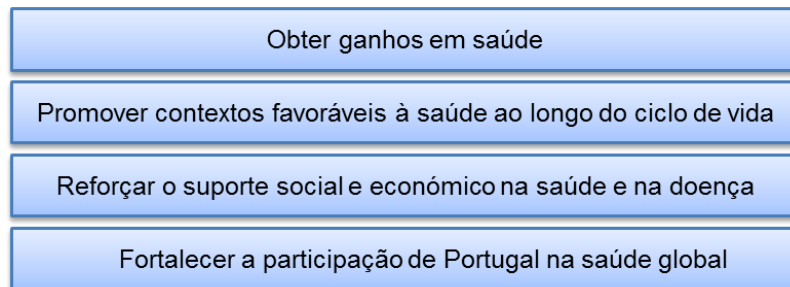 Obter ganhos em saúde
Promover contextos favoráveis à saúde ao longo do ciclo de vida
Reforçar o suporte social e económico na saúde e na doença
Fortalecer a participação de Portugal na saúde global